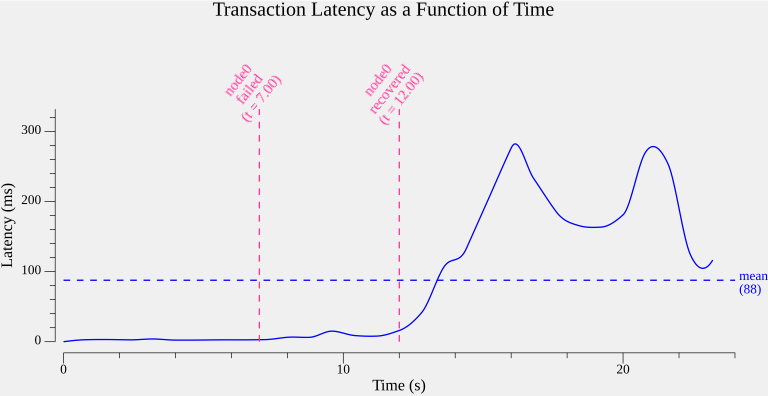 Transaction Latency as a Function of Time
node0
failed
(t = 7.00)
node0
recovered
(t = 12.00)
Latency (ms)
300
200
100
0
mean
(88)
0
10
20
Time (s)